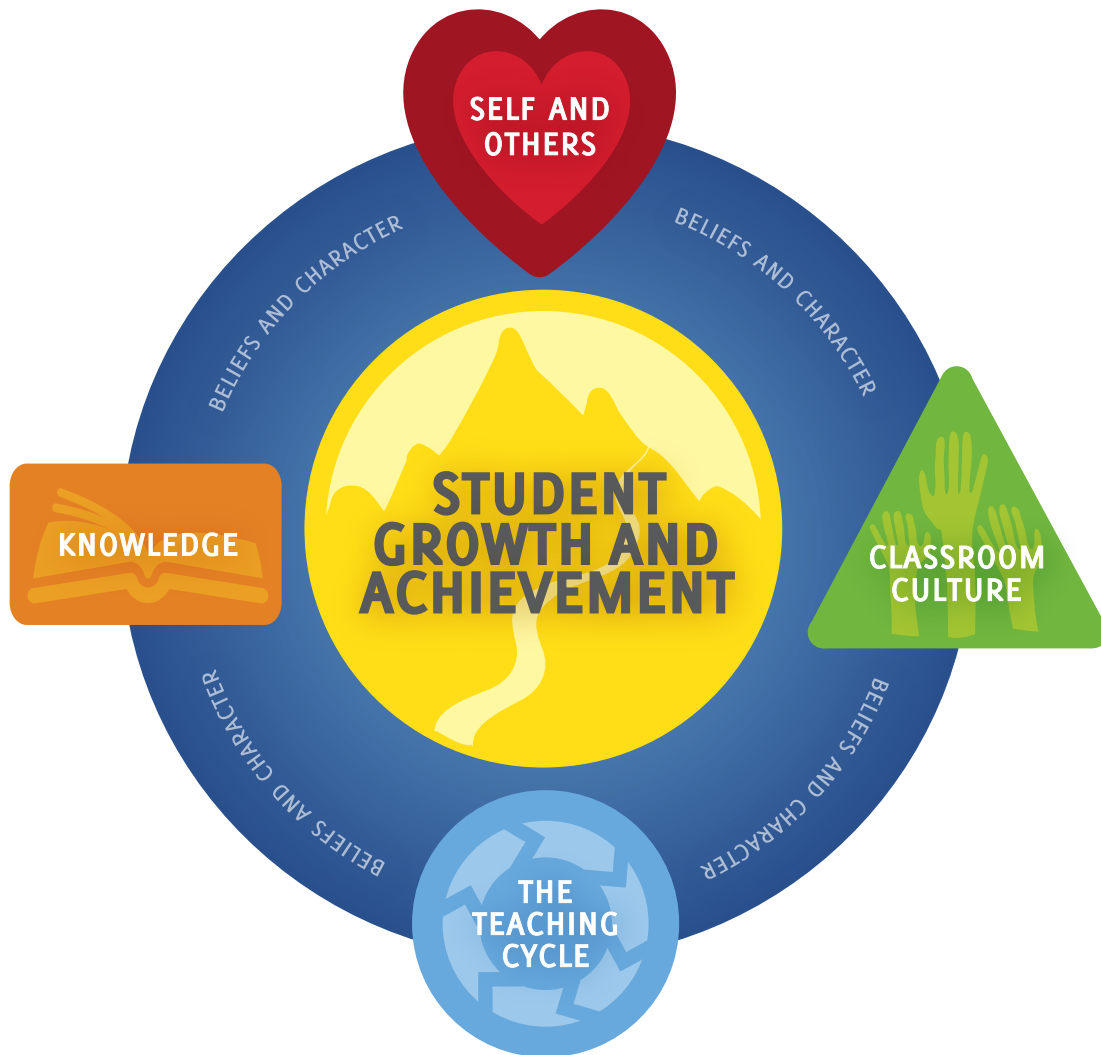 SELF AND
OTHERS
BELIEFS AND CHARACTER
BELIEFS AND CHARACTER
KNOWLEDGE
STUDENT
GROWTH AND
ACHIEVEMENT
CLASSROOM
CULTURE
BELIEFS AND CHARACTER
BELIEFS AND CHARACTER
THE
TEACHING
CYCLE